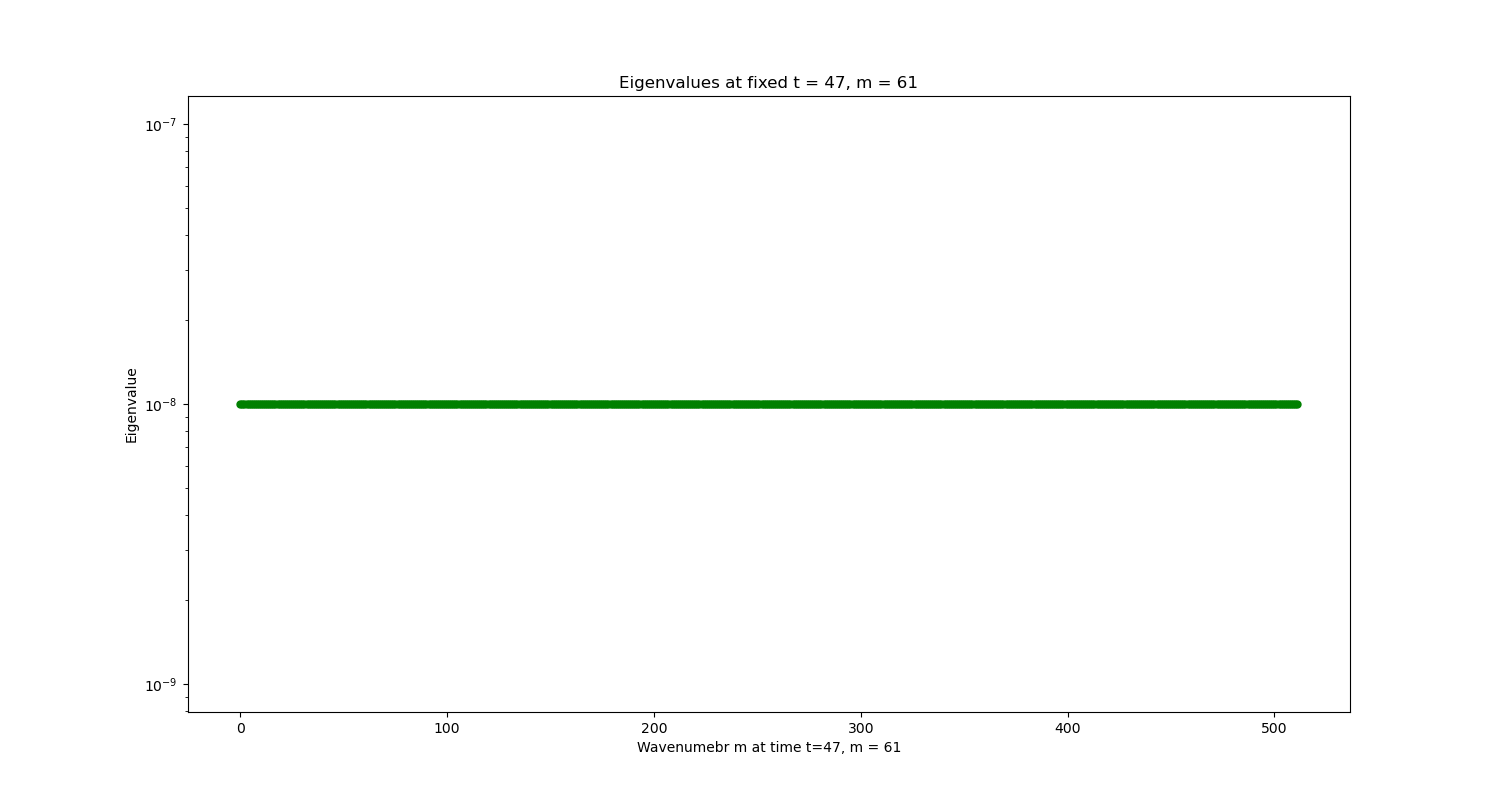 Eigenvalues at fixed t = 47, m = 61
Eigenvalue
10⁻⁷
10⁻⁸
10⁻⁹
0 100 200 300 400 500
Wavenumebr m at time t=47, m = 61